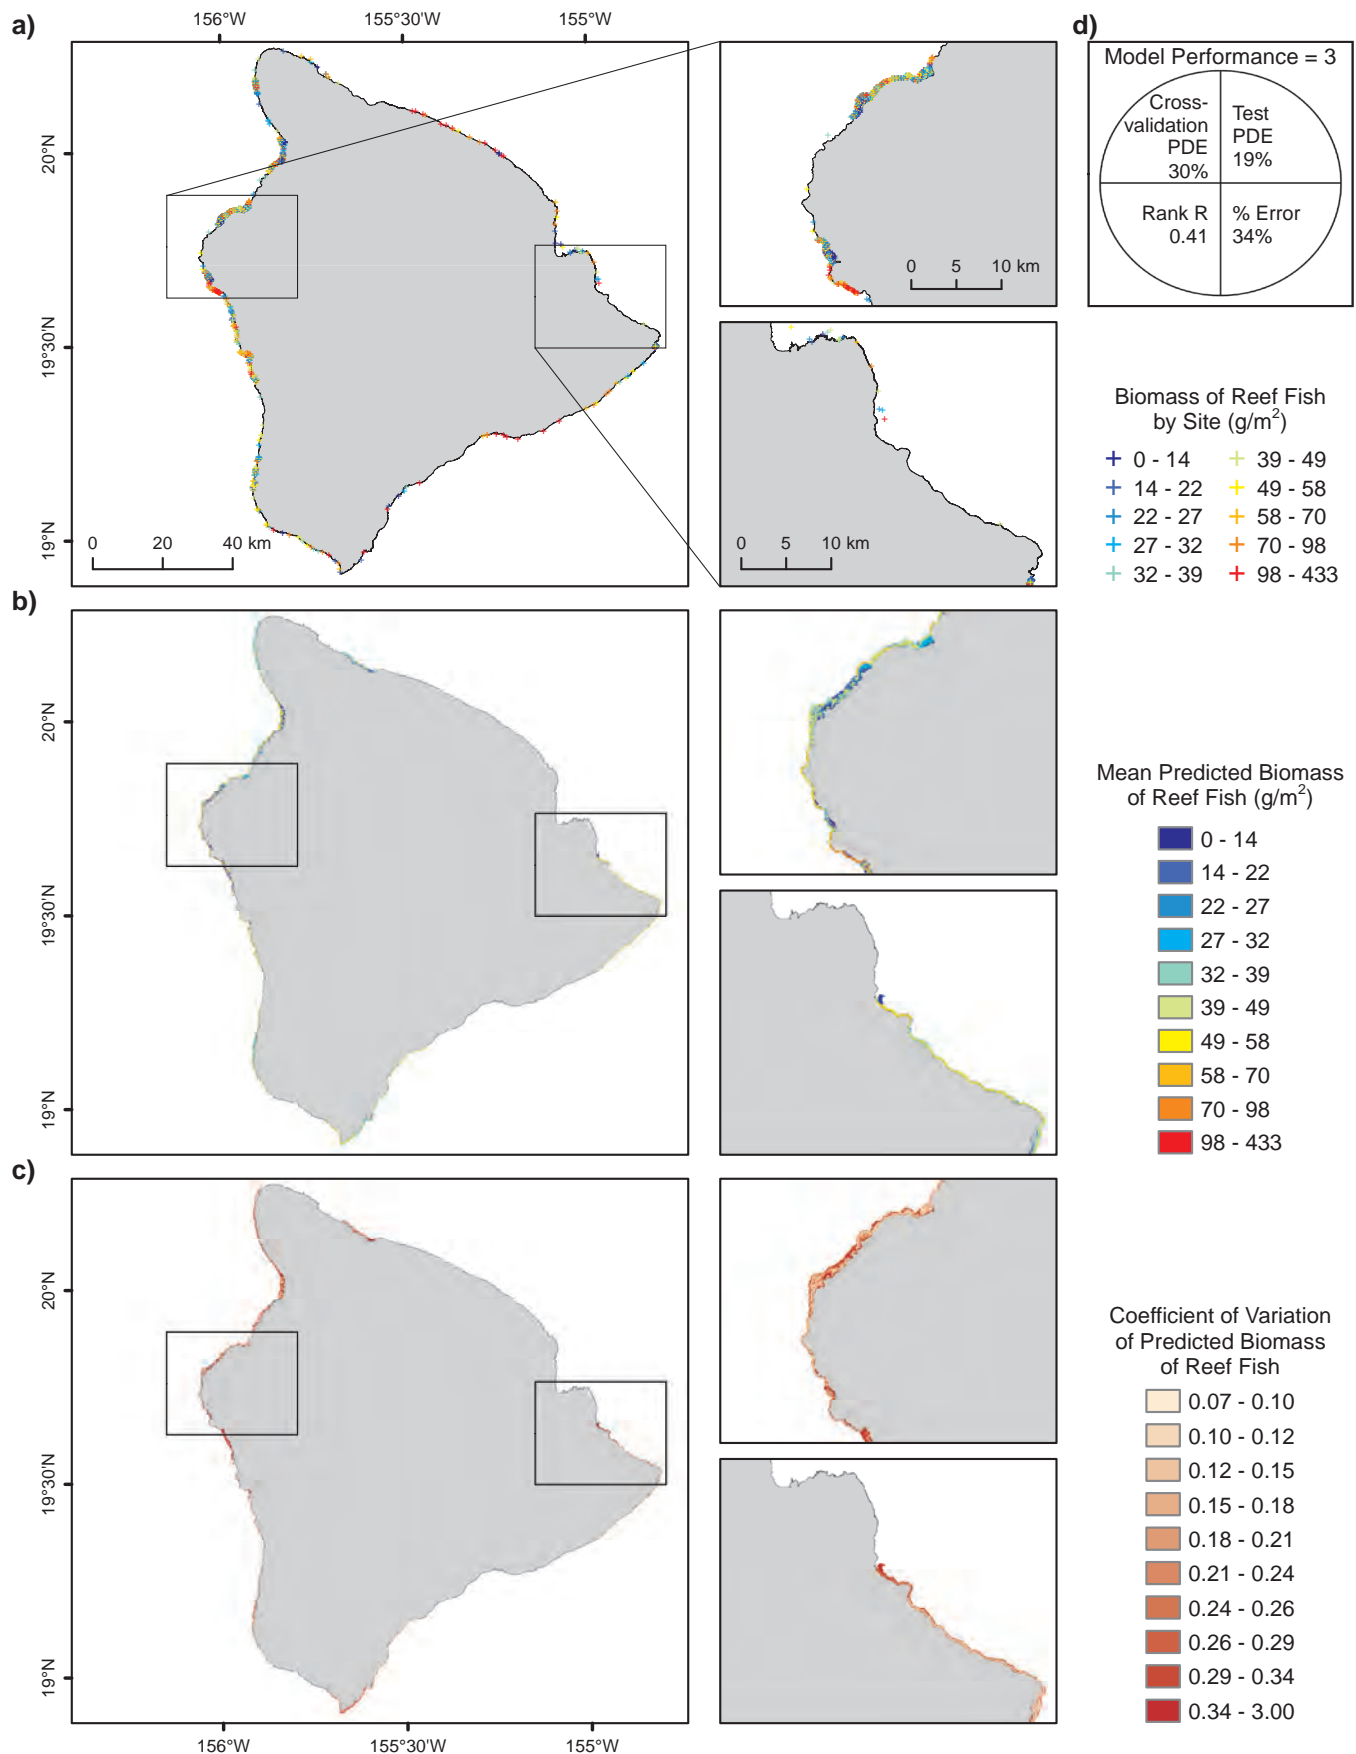 a)
156°W
155°30'W
155°W
20°N
19°30'N
19°N
0 20 40 km
0 5 10 km
0 5 10 km
d)
Model Performance = 3
Cross-
validation
PDE
30%
Test
PDE
19%
Rank R
0.41
% Error
34%
Biomass of Reef Fish
by Site (g/m²)
0 - 14
14 - 22
22 - 27
27 - 32
32 - 39
39 - 49
49 - 58
58 - 70
70 - 98
98 - 433
b)
20°N
19°30'N
19°N
Mean Predicted Biomass
of Reef Fish (g/m²)
0 - 14
14 - 22
22 - 27
27 - 32
32 - 39
39 - 49
49 - 58
58 - 70
70 - 98
98 - 433
c)
20°N
19°30'N
19°N
156°W
155°30'W
155°W
Coefficient of Variation
of Predicted Biomass
of Reef Fish
0.07 - 0.10
0.10 - 0.12
0.12 - 0.15
0.15 - 0.18
0.18 - 0.21
0.21 - 0.24
0.24 - 0.26
0.26 - 0.29
0.29 - 0.34
0.34 - 3.00